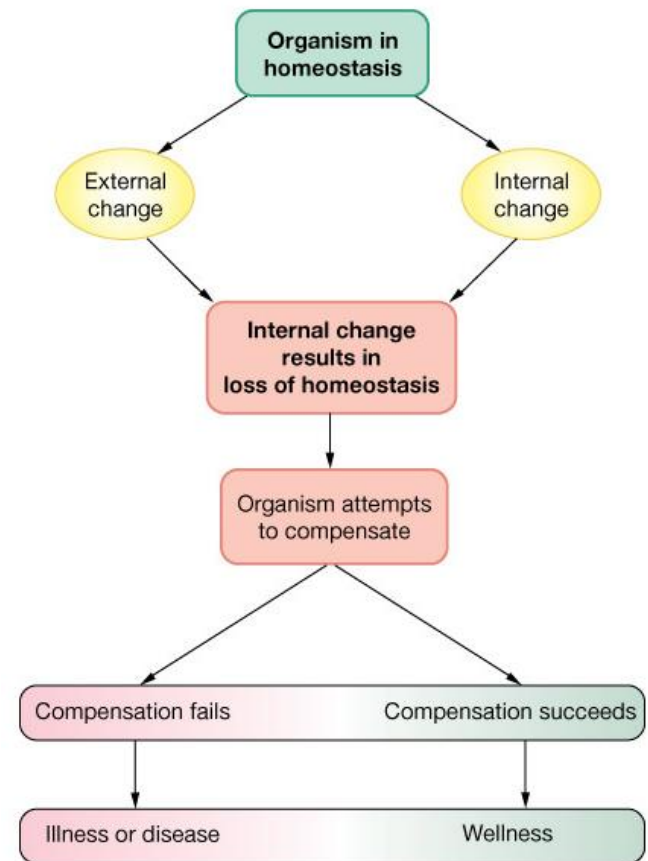 Organism in
homeostasis
External
change
Internal
change
Internal change
results in
loss of homeostasis
Organism attempts
to compensate
Compensation fails
Compensation succeeds
Illness or disease
Wellness